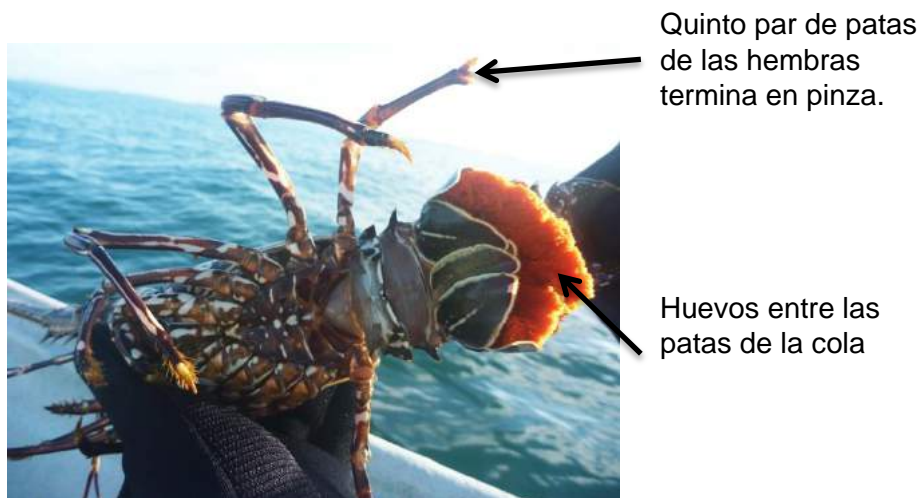 Quinto par de patas
de las hembras
termina en pinza.
Huevos entre las
patas de la cola